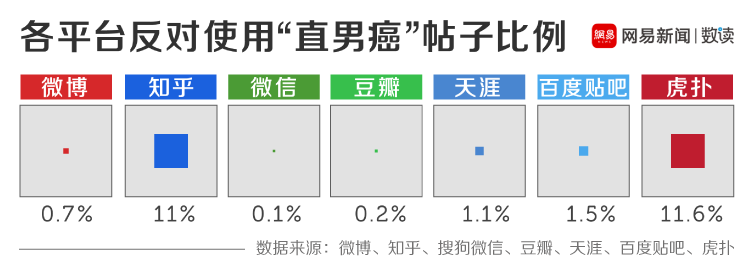 各平台反对使用“直男癌”帖子比例
網易
NEWS
网易新闻|数读
微博 知乎 微信 豆瓣 天涯 百度贴吧 虎扑
0.7% 11% 0.1% 0.2% 1.1% 1.5% 11.6%
数据来源：微博、知乎、搜狗微信、豆瓣、天涯、百度贴吧、虎扑